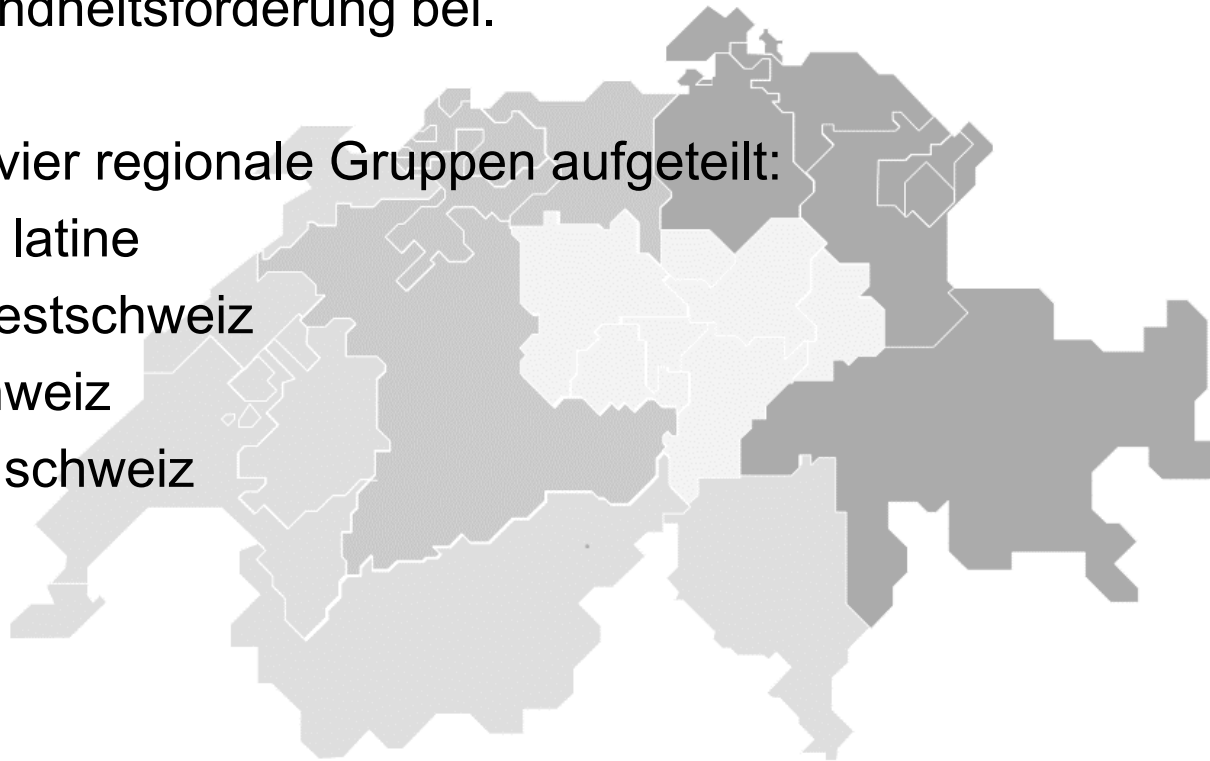 ndheitsförderung bei.
vier regionale Gruppen aufgeteilt:
latine
estschweiz
weiz
schweiz